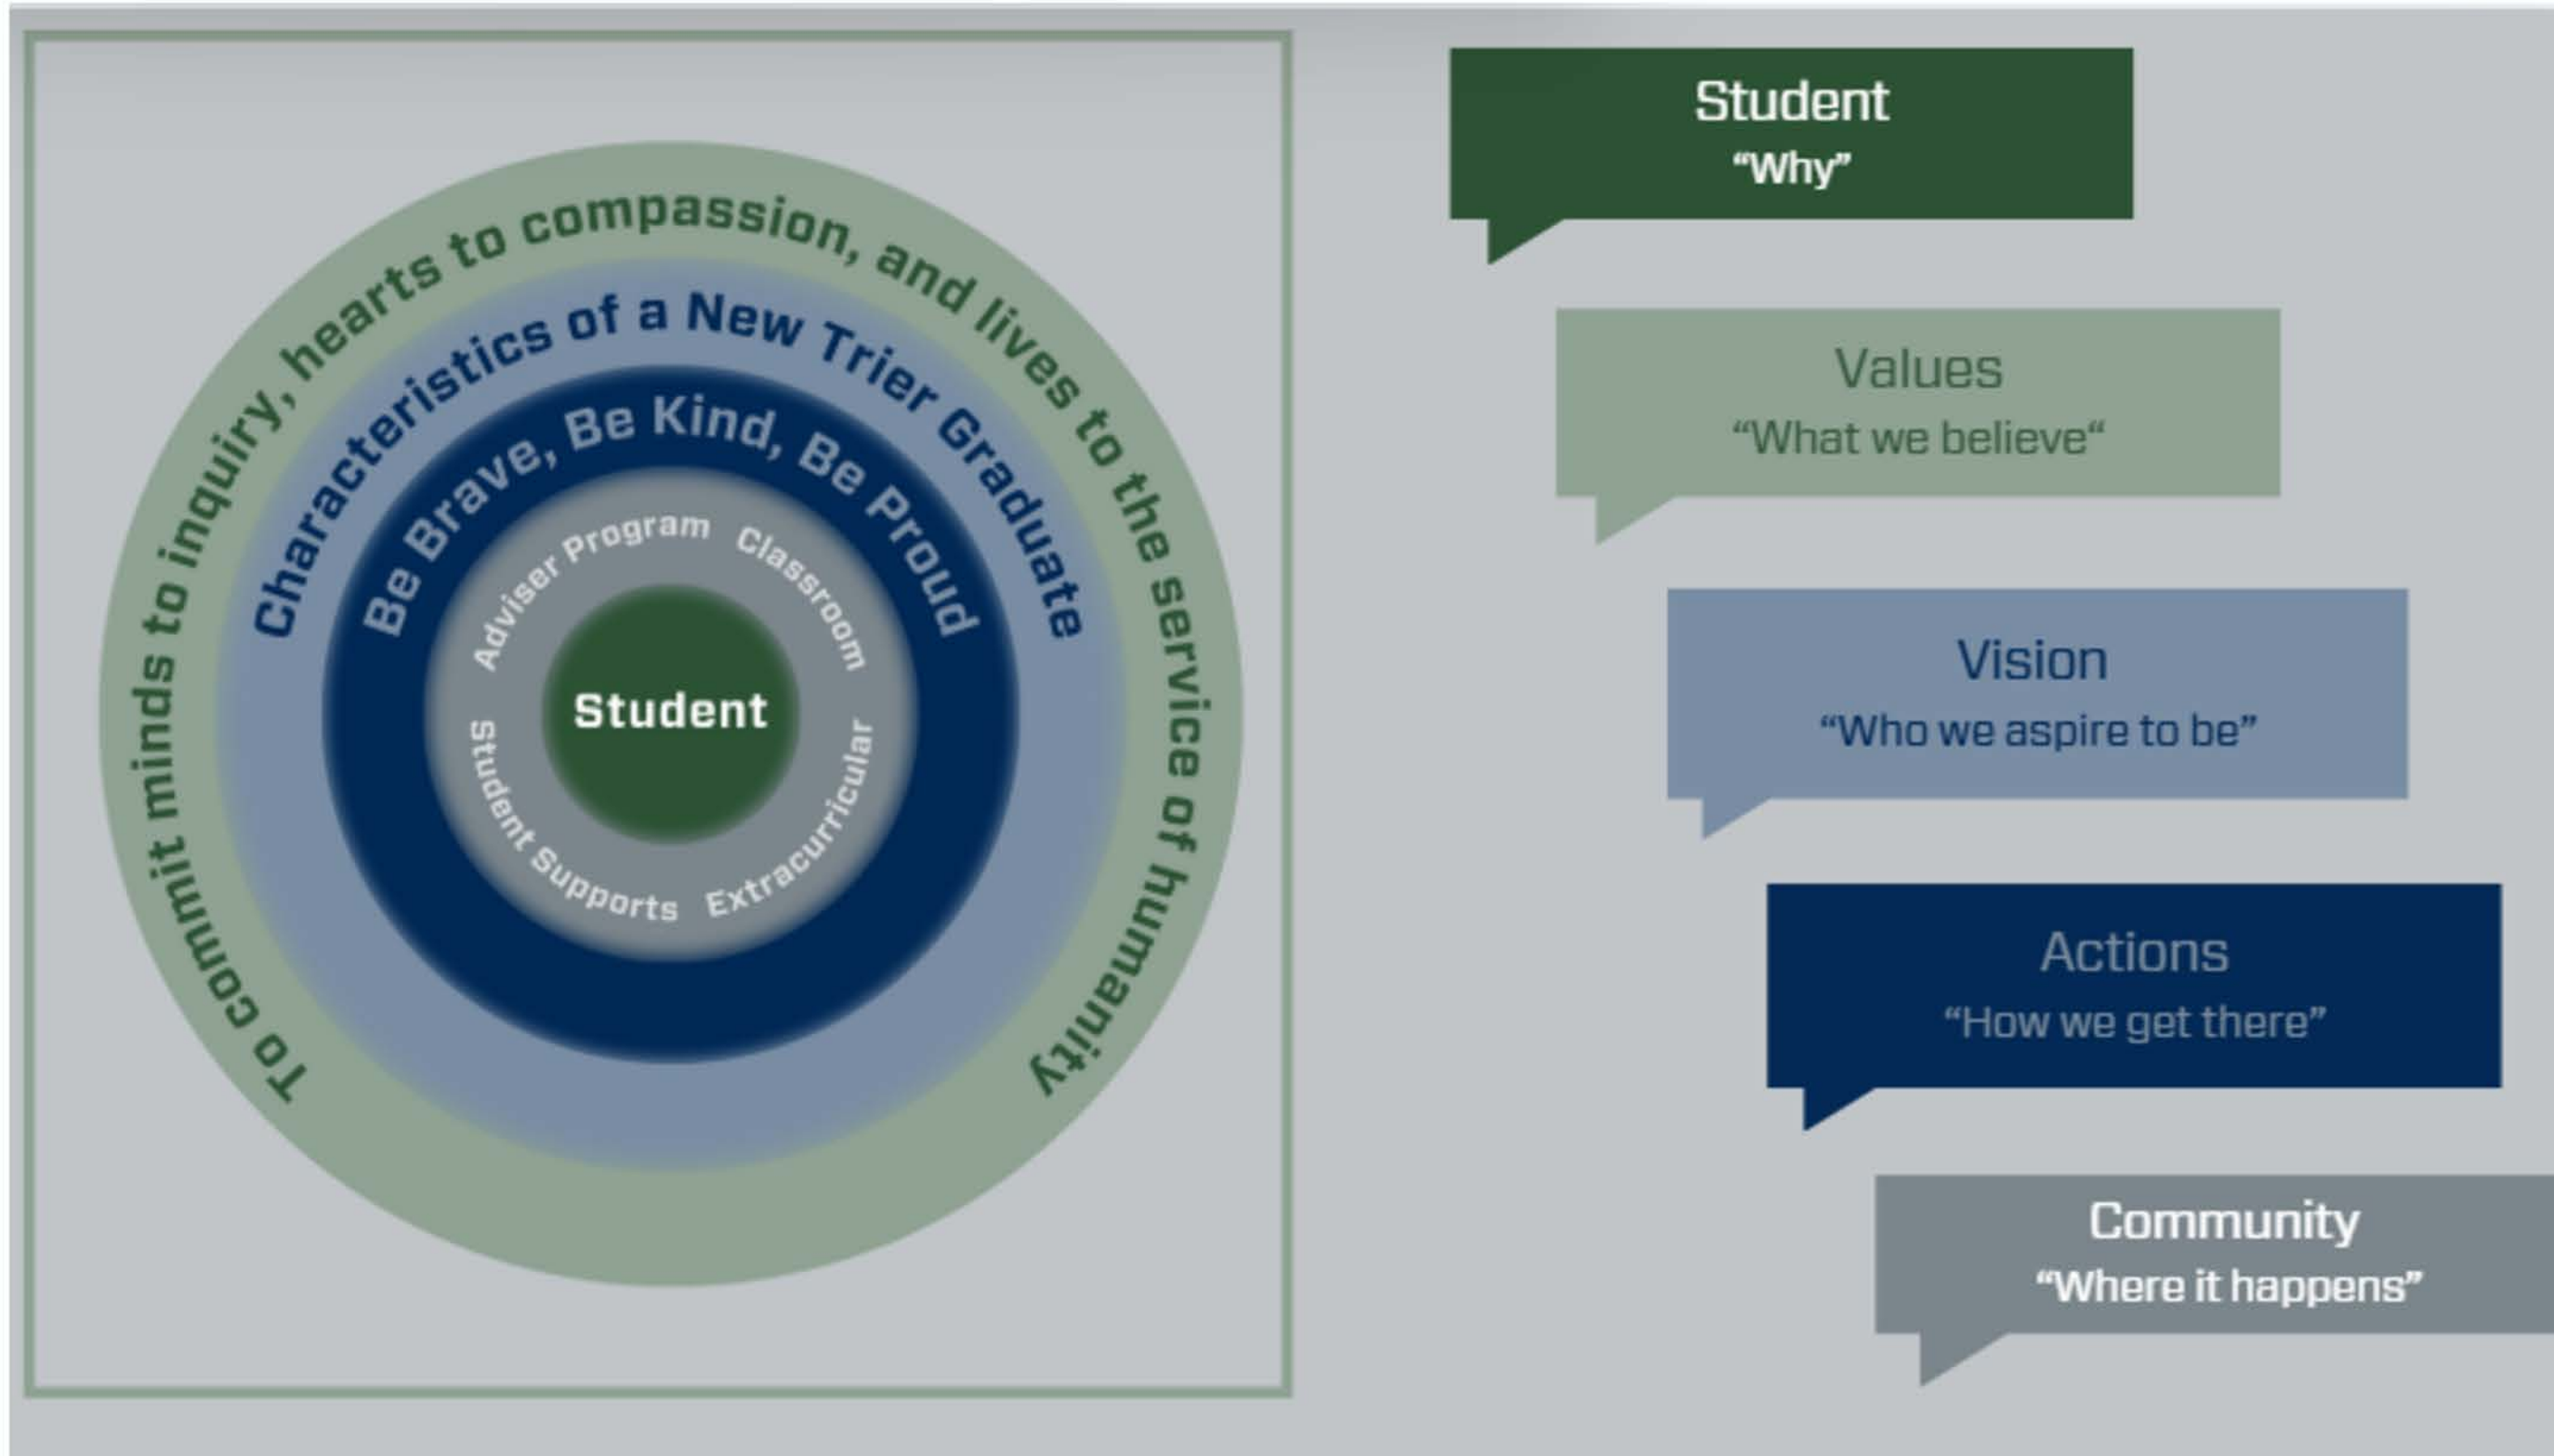 To commit minds to inquiry, hearts to compassion, and lives to the service of humanity
Characteristics of a New Trier Graduate
Be Brave, Be Kind, Be Proud
Adviser Program Classroom
Student
Student Supports Extracurricular
Student
“Why”
Values
“What we believe“
Vision
“Who we aspire to be”
Actions
“How we get there”
Community
“Where it happens”